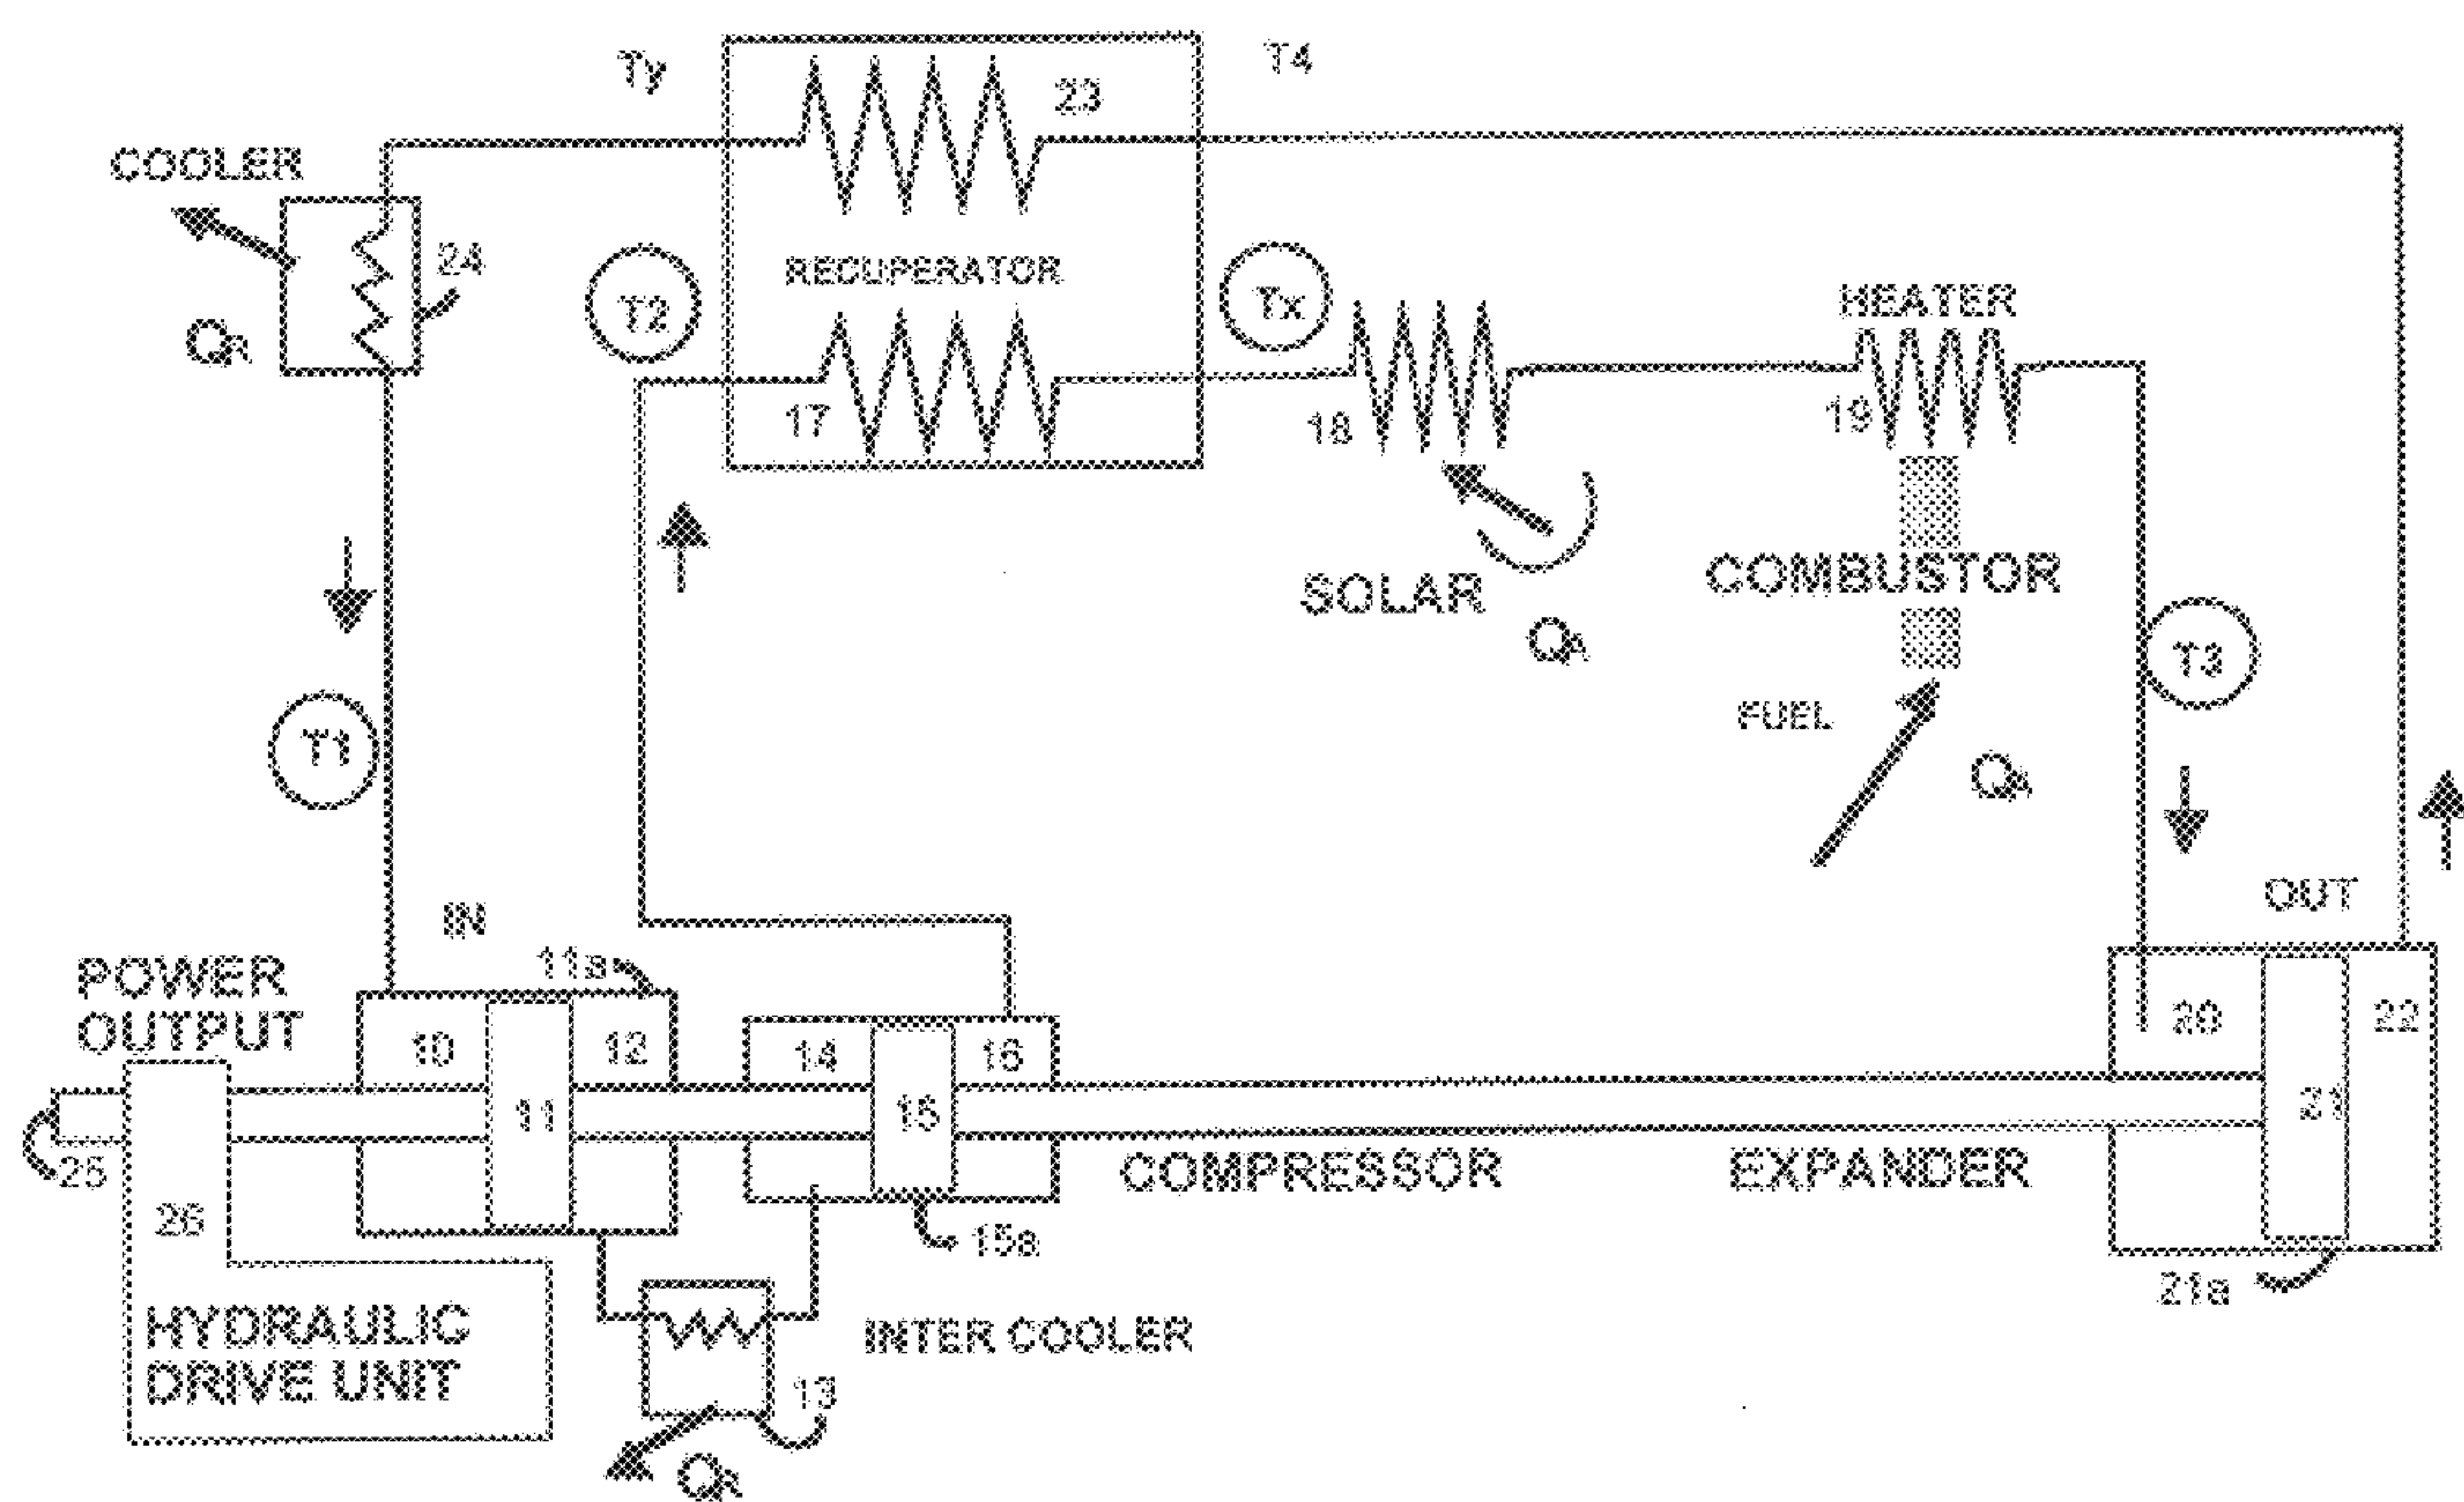 Ty
T4
23
COOLER
24
T2
RECUPERATOR
Tx
HEATER
QR
17
18
19
SOLAR
COMBUSTOR
QA
T3
T1
FUEL
QA
IN
OUT
11a
POWER
OUTPUT
10
12
14
16
20
22
11
15
21
25
COMPRESSOR
EXPANDER
26
15a
21a
HYDRAULIC
DRIVE UNIT
INTER COOLER
13
QR